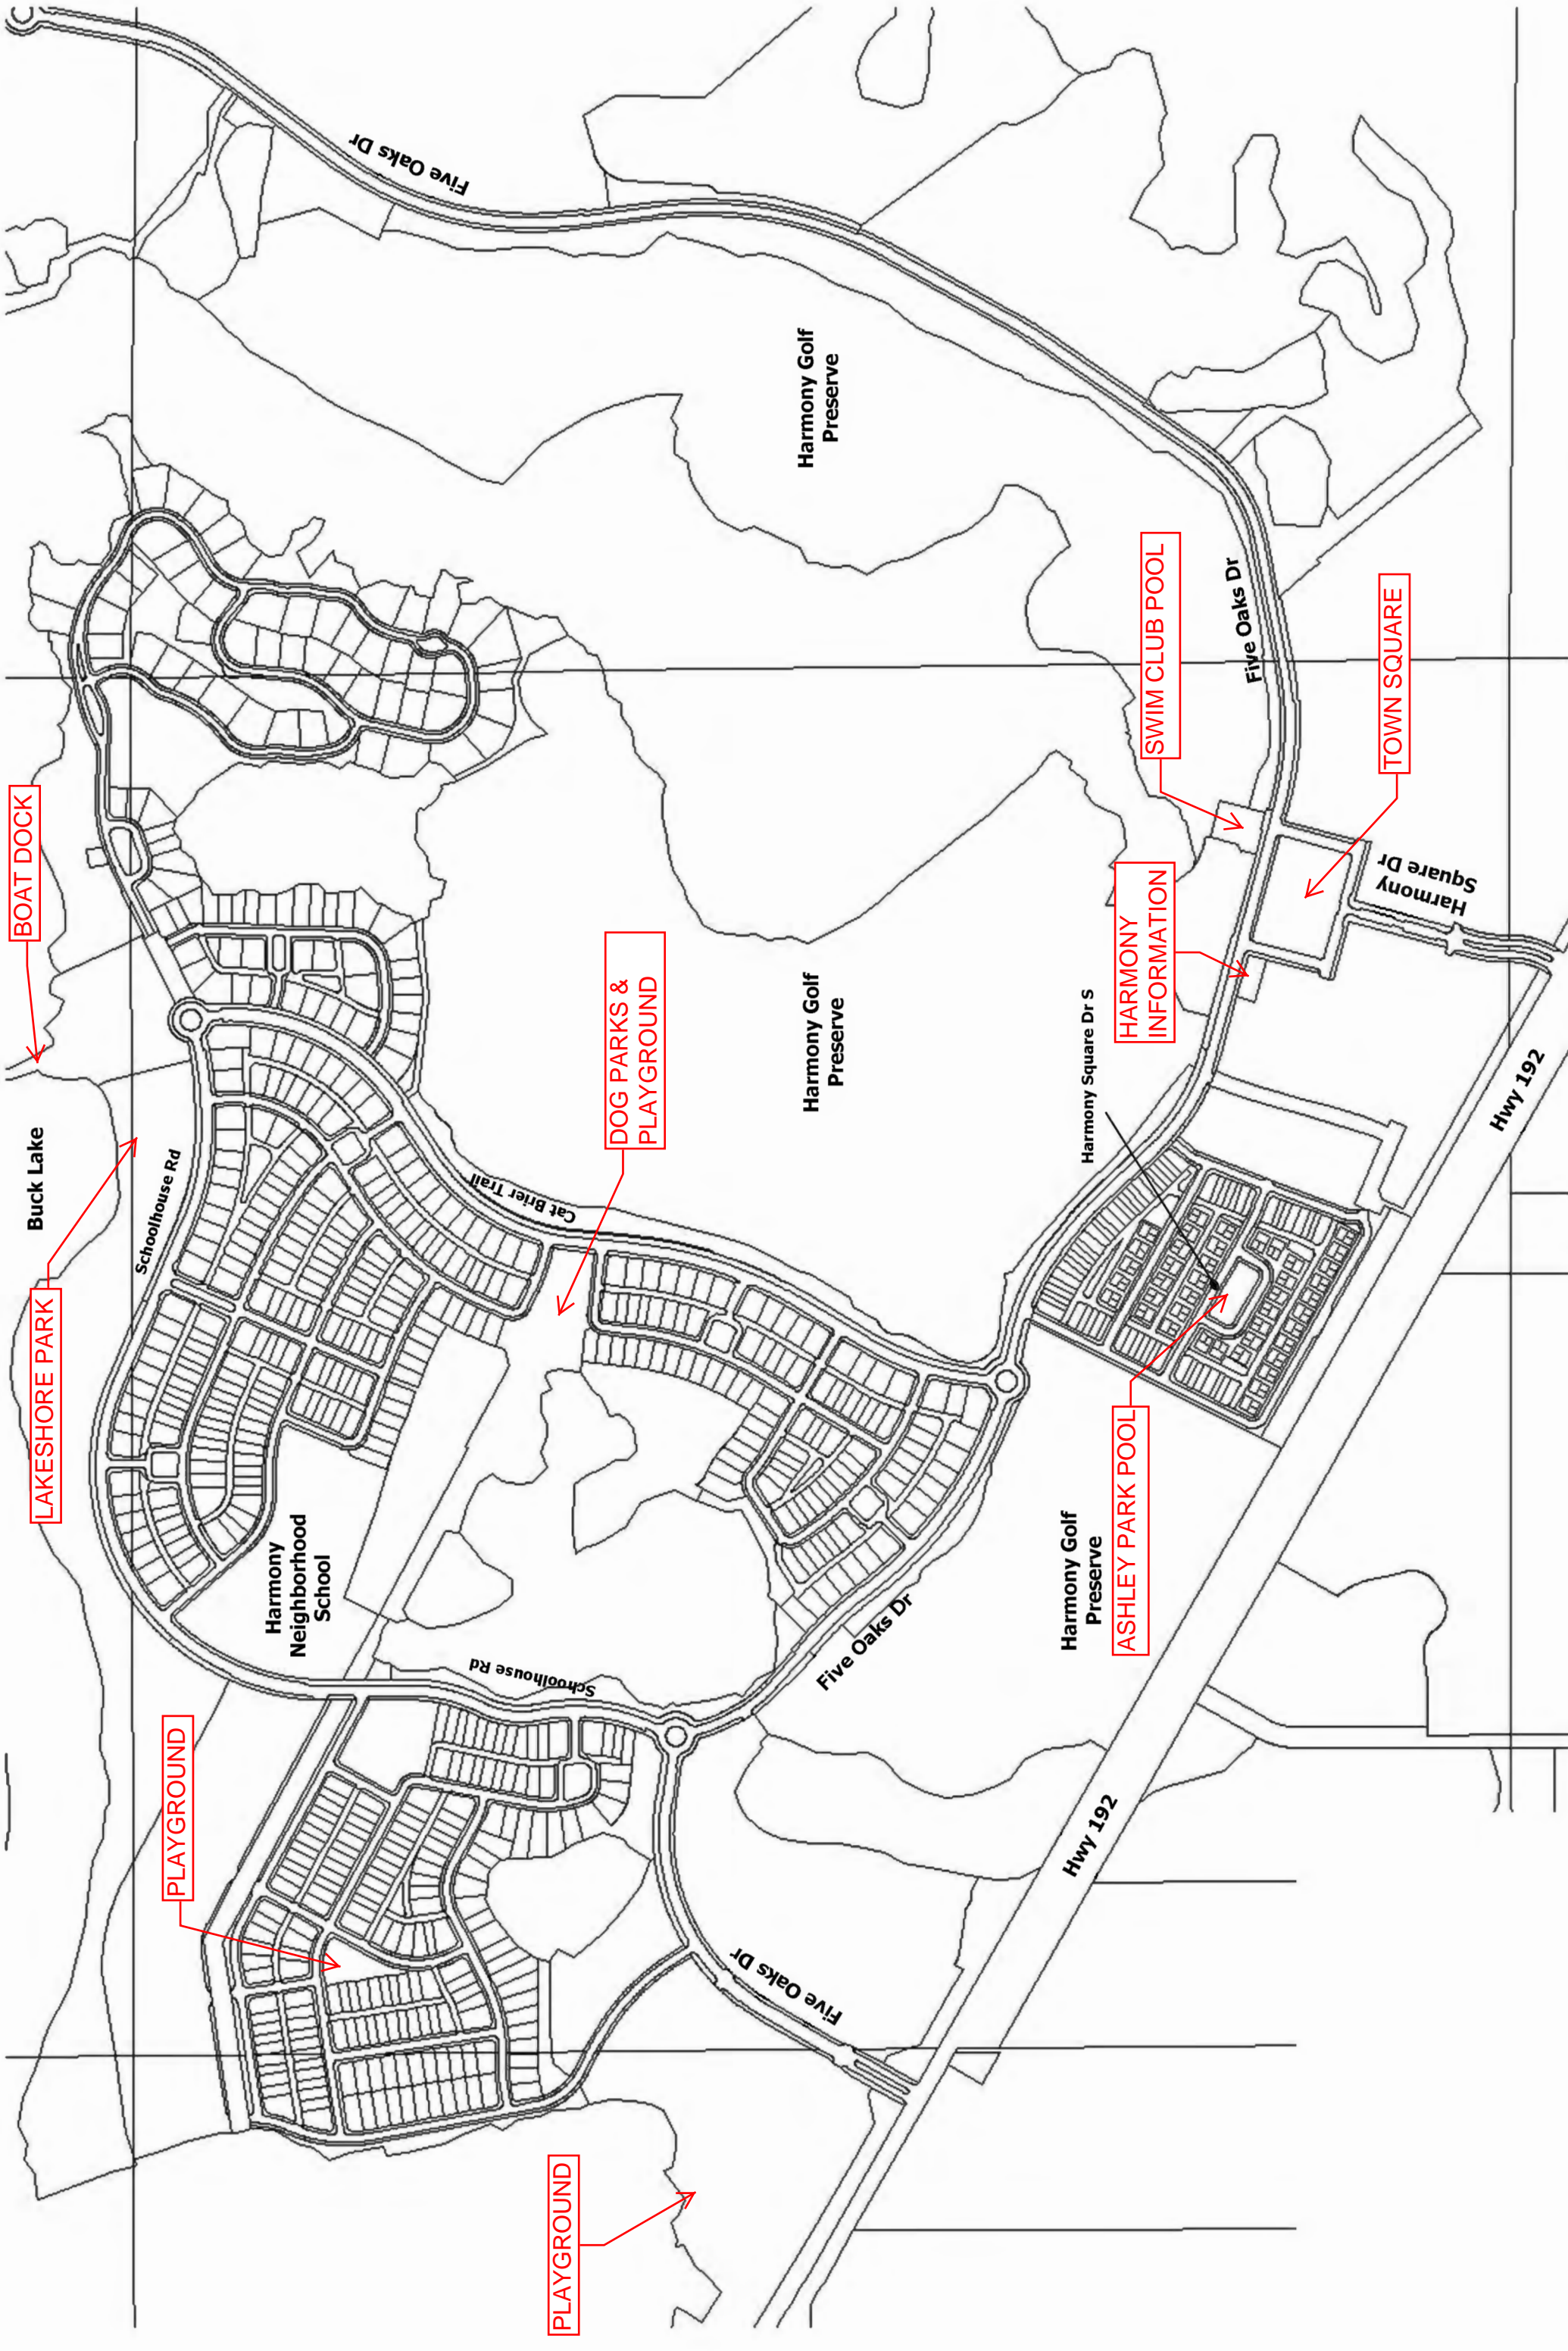 BOAT DOCK
Buck Lake
LAKESHORE PARK
Schoolhouse Rd
PLAYGROUND
Harmony
Neighborhood
School
Cat Brier Trail
DOG PARKS &
PLAYGROUND
Schoolhouse Rd
PLAYGROUND
Five Oaks Dr
Harmony Golf
Preserve
Harmony Golf
Preserve
Five Oaks Dr
Five Oaks Dr
Harmony Golf
Preserve
ASHLEY PARK POOL
Harmony Square Dr S
HARMONY
INFORMATION
SWIM CLUB POOL
Five Oaks Dr
TOWN SQUARE
Harmony
Square Dr
Hwy 192
Hwy 192